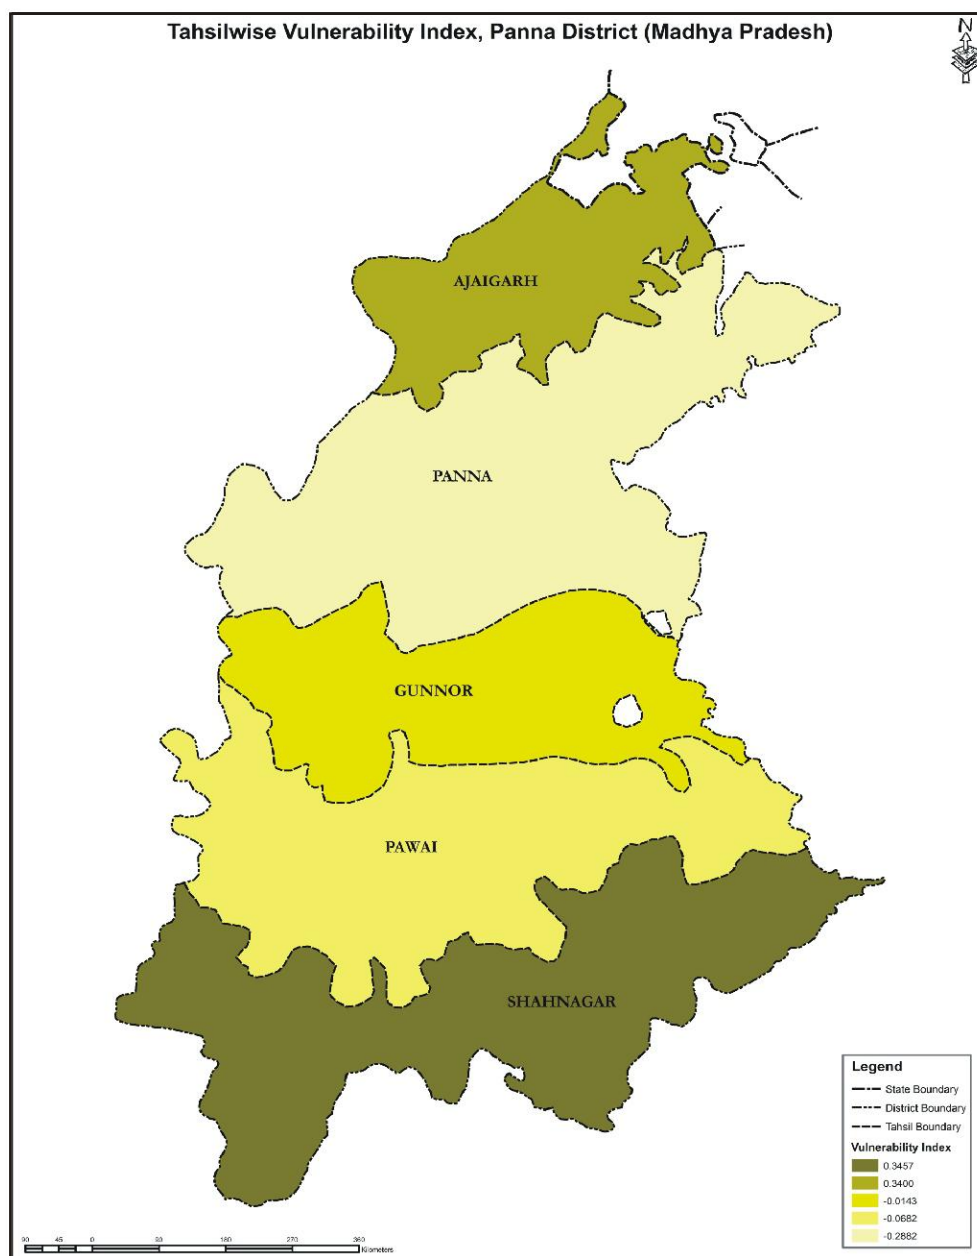 Tahsilwise Vulnerability Index, Panna District (Madhya Pradesh)
N
AJAIGARH
PANNA
GUNNOR
PAWAI
SHAHNAGAR
Legend
State Boundary
District Boundary
Tahsil Boundary
Vulnerability Index
0.3457
0.3400
-0.0143
-0.0682
-0.2882
90 45 0 90 180 270 360
Kilometers